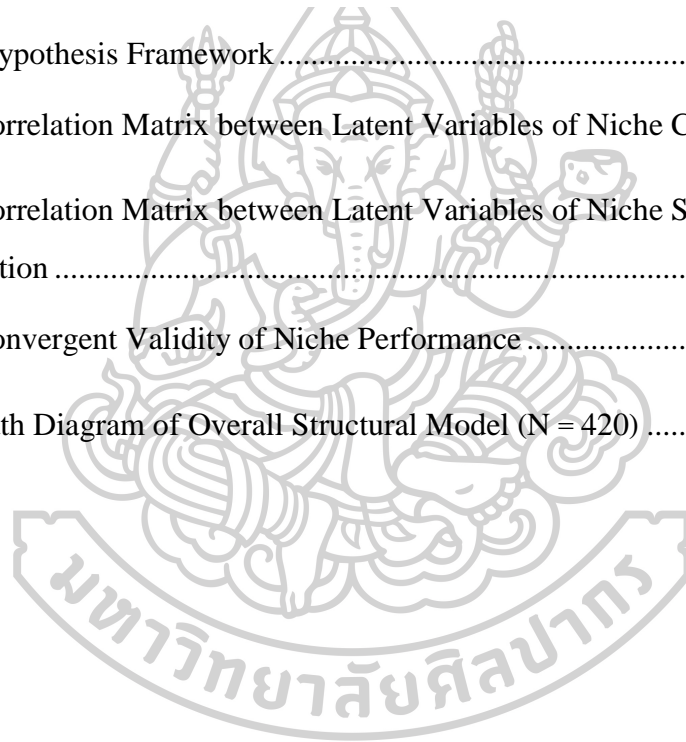 ypothesis Framework
orrelation Matrix between Latent Variables of Niche C
orrelation Matrix between Latent Variables of Niche S
tion
onvergent Validity of Niche Performance
th Diagram of Overall Structural Model (N = 420)
มหาวิทยาลัยศิลปากร